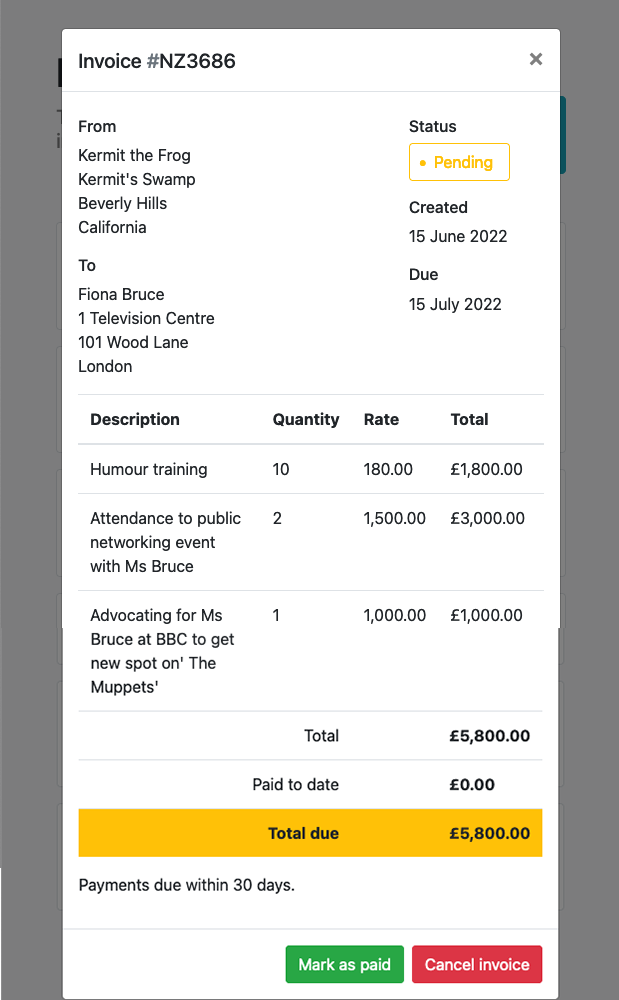 Invoice #NZ3686 ×
From
Kermit the Frog
Kermit's Swamp
Beverly Hills
California
To
Fiona Bruce
1 Television Centre
101 Wood Lane
London
Status
• Pending
Created
15 June 2022
Due
15 July 2022
Description Quantity Rate Total
Humour training 10 180.00 £1,800.00
Attendance to public 2 1,500.00 £3,000.00
networking event
with Ms Bruce
Advocating for Ms 1 1,000.00 £1,000.00
Bruce at BBC to get
new spot on' The
Muppets'
Total £5,800.00
Paid to date £0.00
Total due £5,800.00
Payments due within 30 days.
Mark as paid Cancel invoice